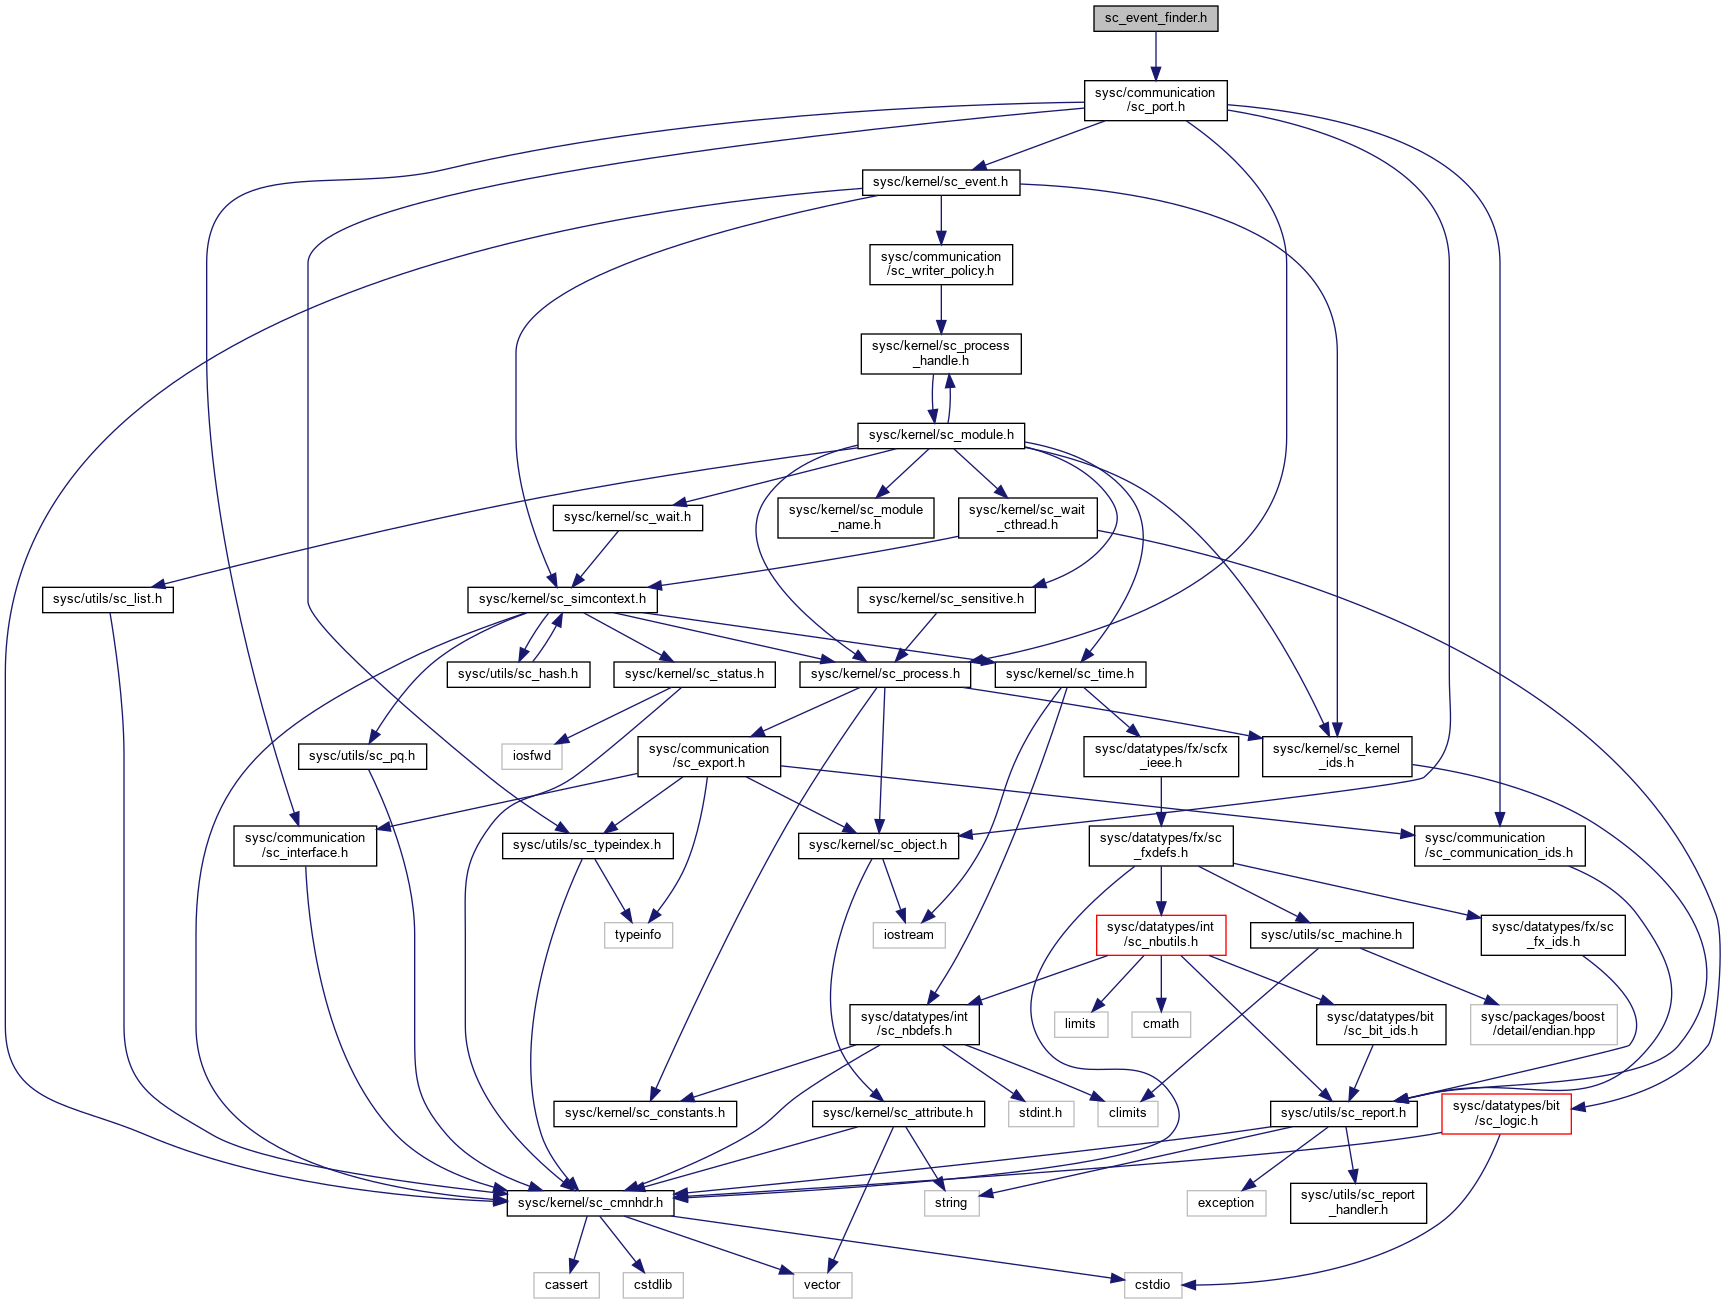 sc_event_finder.h
sysc/communication
/sc_port.h
sysc/kernel/sc_event.h
sysc/communication
/sc_writer_policy.h
sysc/kernel/sc_process
_handle.h
sysc/kernel/sc_module.h
sysc/kernel/sc_wait.h
sysc/kernel/sc_module
_name.h
sysc/kernel/sc_wait
_cthread.h
sysc/utils/sc_list.h
sysc/kernel/sc_simcontext.h
sysc/kernel/sc_sensitive.h
sysc/utils/sc_hash.h
sysc/kernel/sc_status.h
sysc/kernel/sc_process.h
sysc/kernel/sc_time.h
sysc/utils/sc_pq.h
iosfwd
sysc/communication
/sc_export.h
sysc/datatypes/fx/scfx
_ieee.h
sysc/kernel/sc_kernel
_ids.h
sysc/communication
/sc_interface.h
sysc/utils/sc_typeindex.h
sysc/kernel/sc_object.h
sysc/datatypes/fx/sc
_fxdefs.h
sysc/communication
/sc_communication_ids.h
typeinfo
iostream
sysc/datatypes/int
/sc_nbutils.h
sysc/utils/sc_machine.h
sysc/datatypes/fx/sc
_fx_ids.h
sysc/datatypes/int
/sc_nbdefs.h
limits
cmath
sysc/datatypes/bit
/sc_bit_ids.h
sysc/packages/boost
/detail/endian.hpp
sysc/kernel/sc_constants.h
sysc/kernel/sc_attribute.h
stdint.h
climits
sysc/utils/sc_report.h
sysc/datatypes/bit
/sc_logic.h
sysc/kernel/sc_cmnhdr.h
string
exception
sysc/utils/sc_report
_handler.h
cassert
cstdlib
vector
cstdio